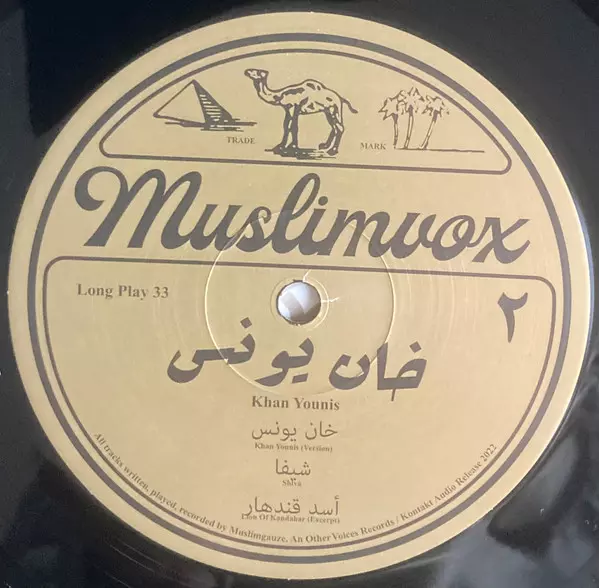 TRADE MARK
Muslimvox
Long Play 33
٢
خان يونس
Khan Younis
خان يونس
Khan Younis (Version)
شيفا
Shiva
أسد قندهار
Lion Of Kandahar (Excerpt)
All tracks written, played, recorded by Muslimgauze. An Other Voices Records / Kontakt Audio Release 2022